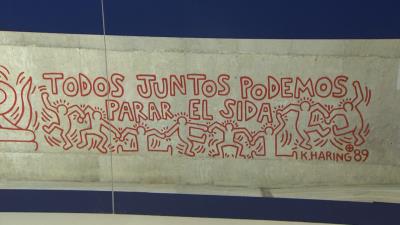 TODOS JUNTOS PODEMOS
PARAR EL SIDA
K.HARING 89